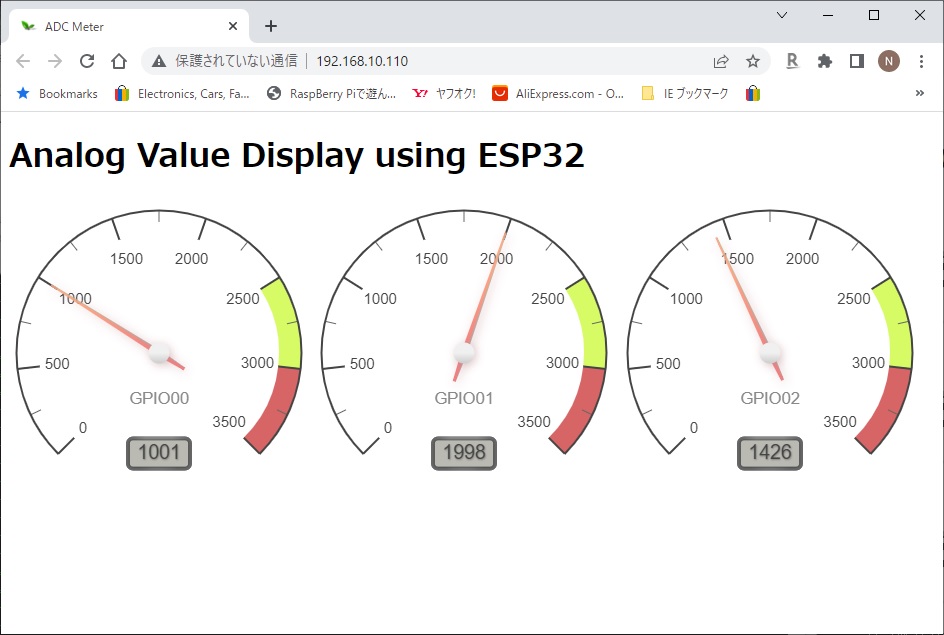 ADC Meter
保護されていない通信 192.168.10.110
R N
Bookmarks Electronics, Cars, Fa... RaspBerry Piで遊ん... Y! ヤフオク! AliExpress.com - O... IE ブックマーク »
Analog Value Display using ESP32
0 500 1000 1500 2000 2500 3000 3500
GPIO00
1001
0 500 1000 1500 2000 2500 3000 3500
GPIO01
1998
0 500 1000 1500 2000 2500 3000 3500
GPIO02
1426